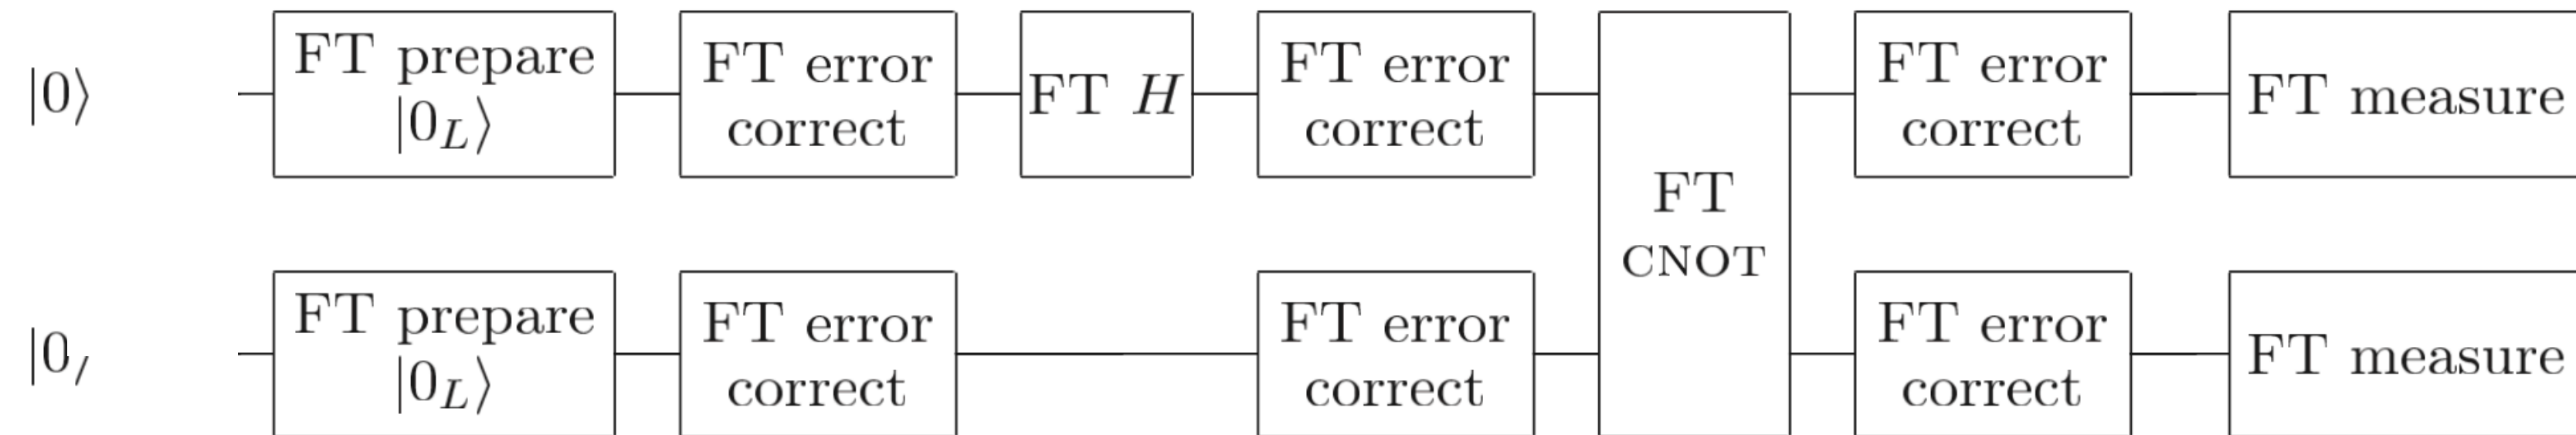 |0⟩
FT prepare
|0_L⟩
FT error
correct
FT H
FT error
correct
FT
CNOT
FT error
correct
FT measure
FT prepare
|0_L⟩
FT error
correct
FT error
correct
FT error
correct
FT measure